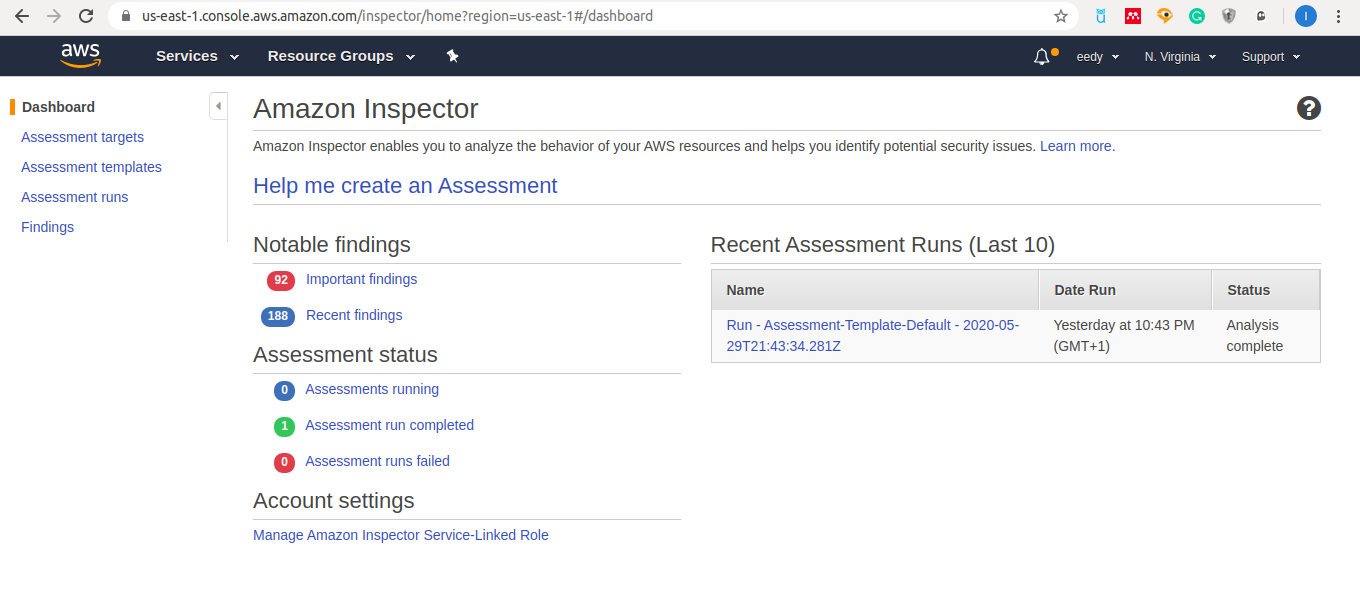 us-east-1.console.aws.amazon.com/inspector/home?region=us-east-1#/dashboard
I
aws
Services
Resource Groups
eedy
N. Virginia
Support
Dashboard
Assessment targets
Assessment templates
Assessment runs
Findings
Amazon Inspector
?
Amazon Inspector enables you to analyze the behavior of your AWS resources and helps you identify potential security issues. Learn more.
Help me create an Assessment
Notable findings
92 Important findings
188 Recent findings
Assessment status
0 Assessments running
1 Assessment run completed
0 Assessment runs failed
Account settings
Manage Amazon Inspector Service-Linked Role
Recent Assessment Runs (Last 10)
Name Date Run Status
Run - Assessment-Template-Default - 2020-05- Yesterday at 10:43 PM Analysis
29T21:43:34.281Z (GMT+1) complete